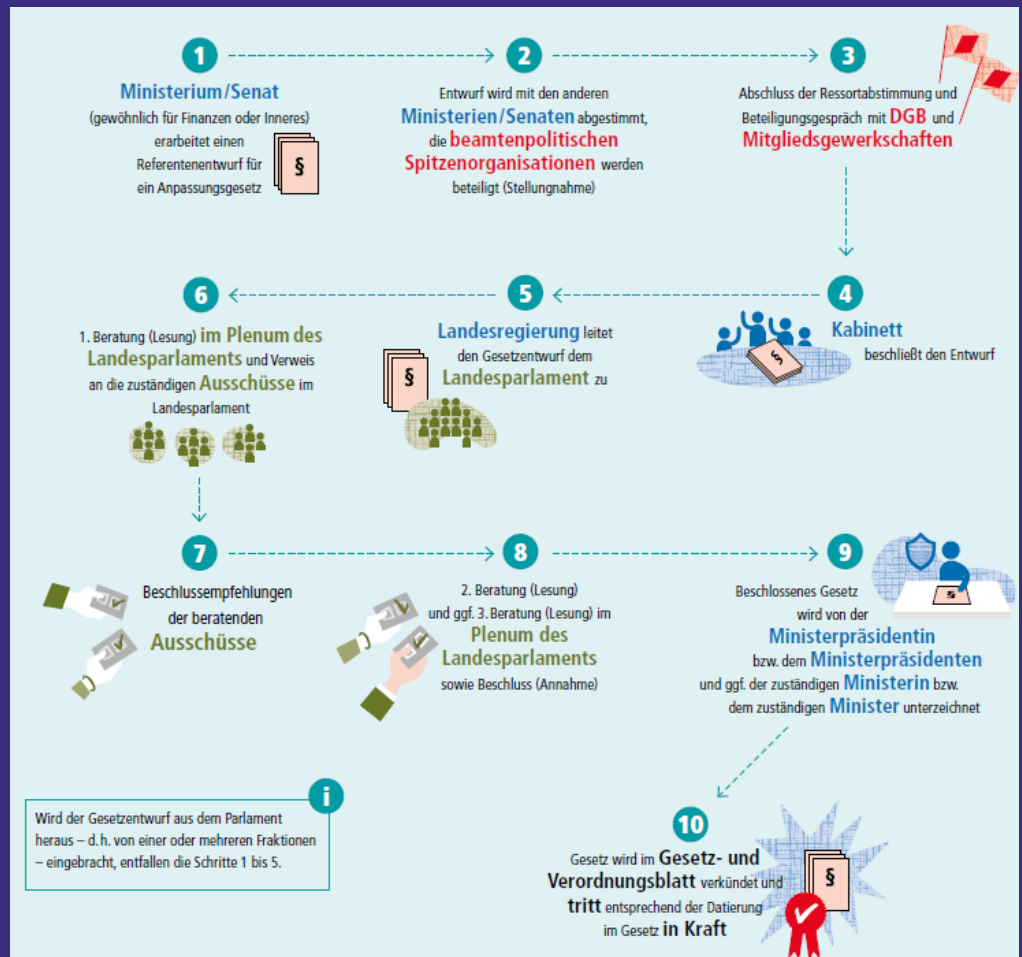 1
Ministerium/Senat
(gewöhnlich für Finanzen oder Inneres)
erarbeitet einen
Referentenentwurf für
ein Anpassungsgesetz
§
2
Entwurf wird mit den anderen
Ministerien/Senaten abgestimmt,
die beamtenpolitischen
Spitzenorganisationen werden
beteiligt (Stellungnahme)
3
Abschluss der Ressortabstimmung und
Beteiligungsgespräch mit DGB und
Mitgliedsgewerkschaften
4
Kabinett
beschließt den Entwurf
§
5
Landesregierung leitet
den Gesetzentwurf dem
Landesparlament zu
§
6
1. Beratung (Lesung) im Plenum des
Landesparlaments und Verweis
an die zuständigen Ausschüsse im
Landesparlament
7
Beschlussempfehlungen
der beratenden
Ausschüsse
8
2. Beratung (Lesung)
und ggf. 3. Beratung (Lesung) im
Plenum des
Landesparlaments
sowie Beschluss (Annahme)
9
Beschlossenes Gesetz
wird von der
Ministerpräsidentin
bzw. dem Ministerpräsidenten
und ggf. der zuständigen Ministerin bzw.
dem zuständigen Minister unterzeichnet
§
10
Gesetz wird im Gesetz- und
Verordnungsblatt verkündet und
tritt entsprechend der Datierung
im Gesetz in Kraft
§
i
Wird der Gesetzentwurf aus dem Parlament
heraus – d.h. von einer oder mehreren Fraktionen
– eingebracht, entfallen die Schritte 1 bis 5.